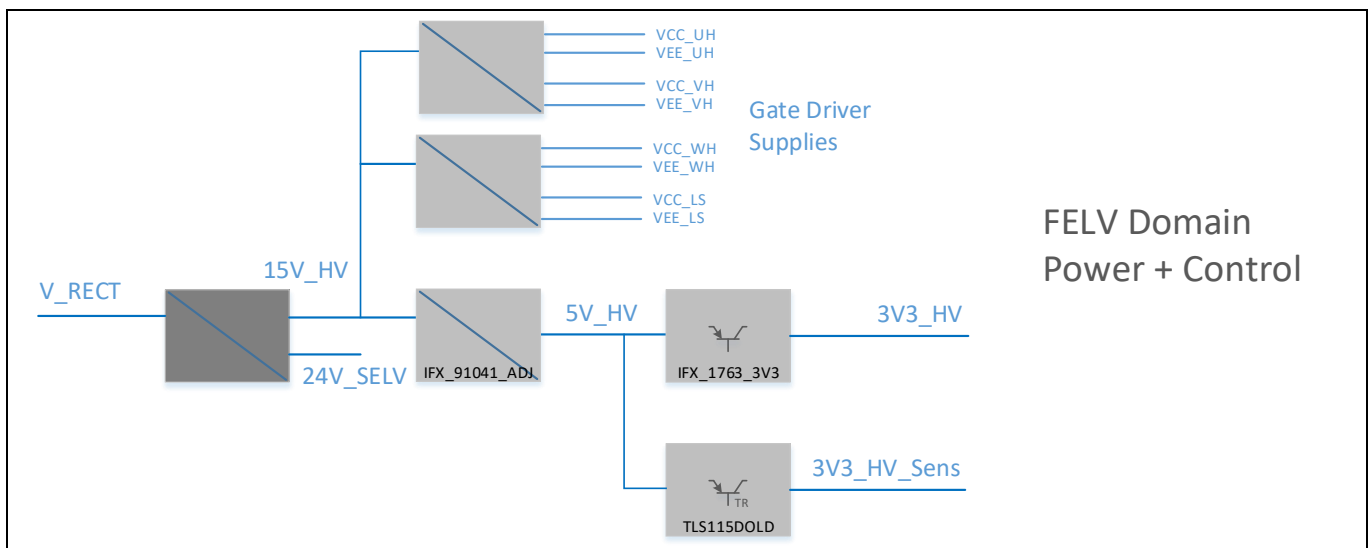 VCC_UH
VEE_UH
VCC_VH
VEE_VH
Gate Driver
Supplies
VCC_WH
VEE_WH
VCC_LS
VEE_LS
FELV Domain
Power + Control
15V_HV
V_RECT
5V_HV
3V3_HV
24V_SELV
IFX_91041_ADJ
IFX_1763_3V3
3V3_HV_Sens
TR
TLS115DOLD